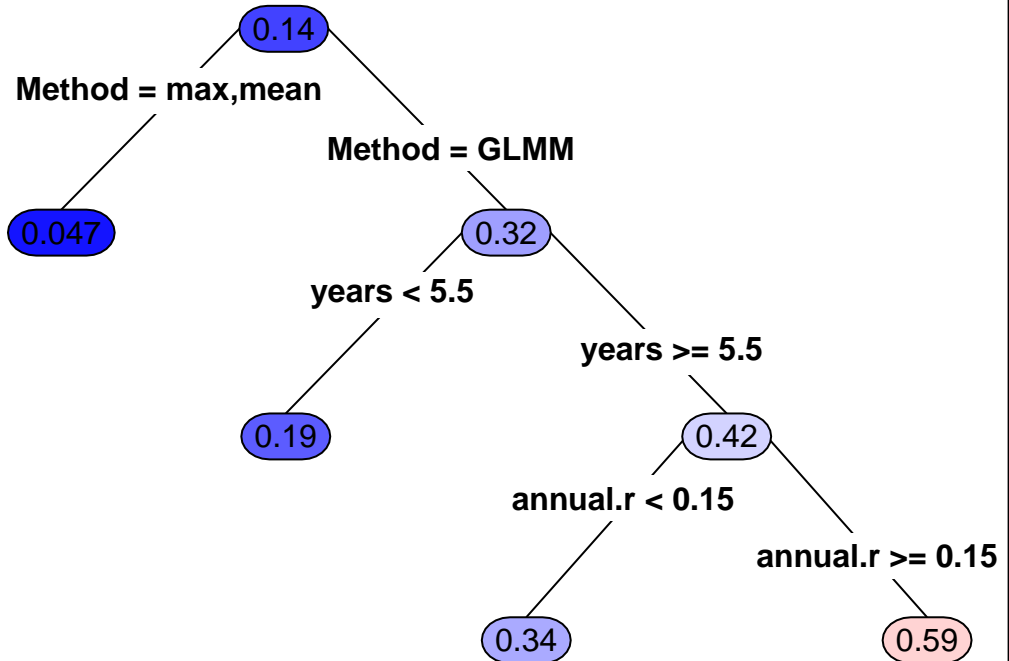 0.14
Method = max,mean
Method = GLMM
0.047
0.32
years < 5.5
years >= 5.5
0.19
0.42
annual.r < 0.15
annual.r >= 0.15
0.34
0.59